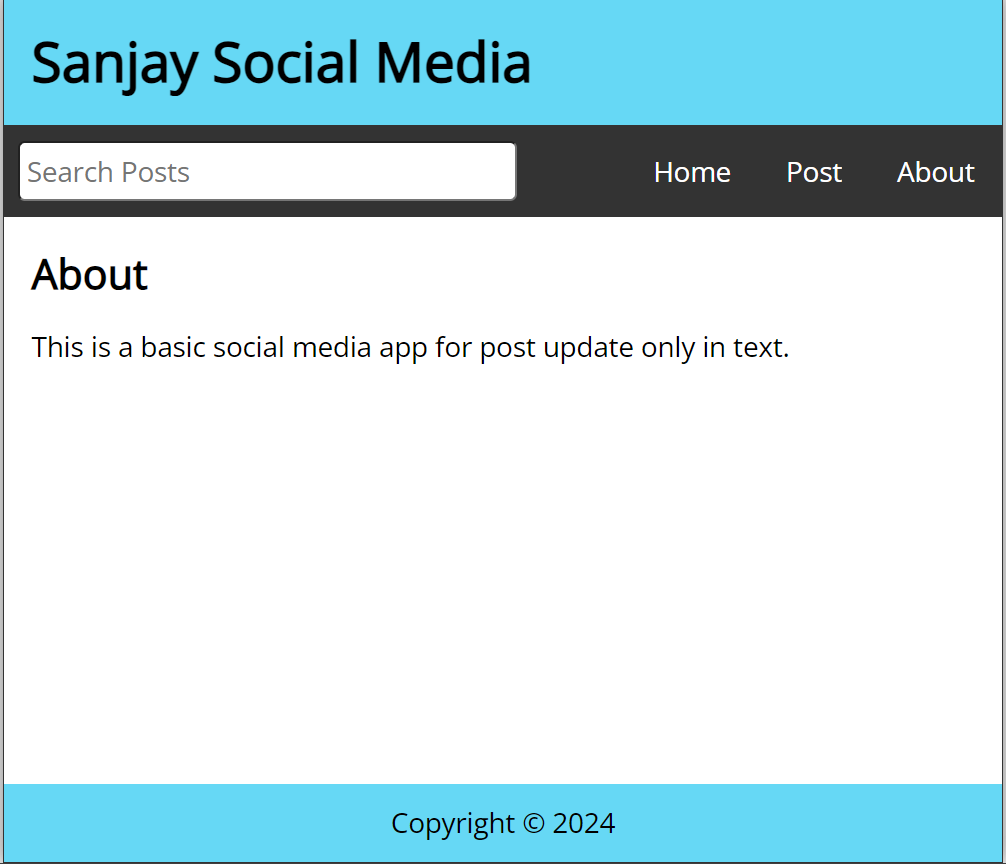 Sanjay Social Media
Search Posts
Home Post About
About
This is a basic social media app for post update only in text.
Copyright © 2024